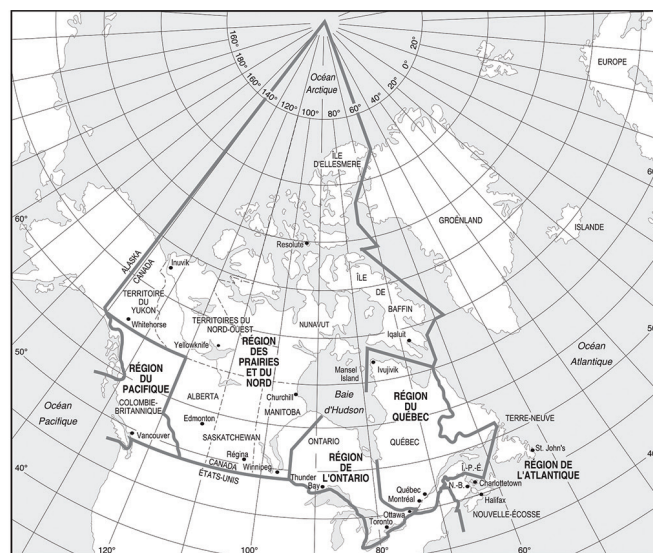 160°
180°
160°
140°
120°
100°
80°
60°
40°
20°
0°
20°
Océan
Arctique
EUROPE
ÎLE
D'ELLESMERE
GROËNLAND
ISLANDE
60°
60°
Resolute
ALASKA
CANADA
Inuvik
ÎLE
DE
BAFFIN
TERRITOIRE
DU
YUKON
Whitehorse
TERRITOIRES DU
NORD-OUEST
NUNAVUT
Iqaluit
50°
50°
Yellowknife
RÉGION
DES
PRAIRIES
ET DU
NORD
Mansel
Island
Ivujivik
Océan
Atlantique
RÉGION
DU
PACIFIQUE
COLOMBIE-
BRITANNIQUE
ALBERTA
Churchill
MANITOBA
Baie
d'Hudson
RÉGION
DU
QUÉBEC
Océan
Pacifique
Edmonton
TERRE-NEUVE
Vancouver
SASKATCHEWAN
ONTARIO
QUÉBEC
St. John's
40°
40°
Régina
CANADA
ÉTATS-UNIS
Winnipeg
Thunder
Bay
RÉGION
DE
L'ONTARIO
Î.-P.-É.
RÉGION DE
L'ATLANTIQUE
N.-B.
Charlottetown
Québec
Montréal
Halifax
Ottawa
Toronto
NOUVELLE-ÉCOSSE
120°
100°
80°
60°